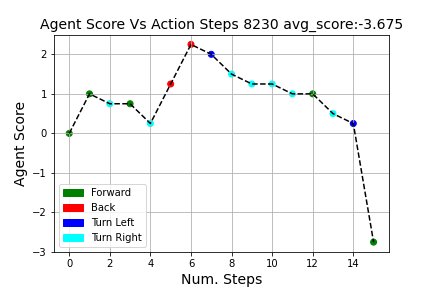 Agent Score Vs Action Steps 8230 avg_score:-3.675
Agent Score
2
1
0
−1
−2
−3
Forward
Back
Turn Left
Turn Right
0 2 4 6 8 10 12 14
Num. Steps